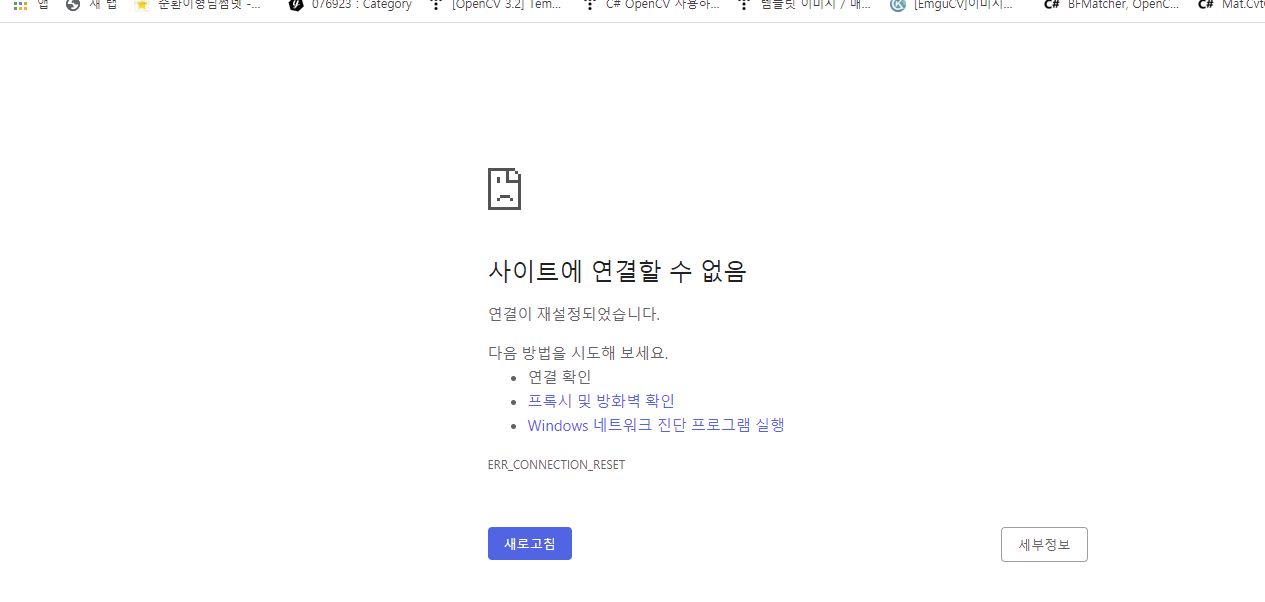 앱 새 탭 순환이형님썸넷 -... 076923 : Category [OpenCV 3.2] Tem... C# OpenCV 사용하... 템플릿 이미지 / 매... [EmguCV]이미지... BFMatcher, OpenC... Mat.Cvt
사이트에 연결할 수 없음
연결이 재설정되었습니다.
다음 방법을 시도해 보세요.
연결 확인
프록시 및 방화벽 확인
Windows 네트워크 진단 프로그램 실행
ERR_CONNECTION_RESET
새로고침 세부정보